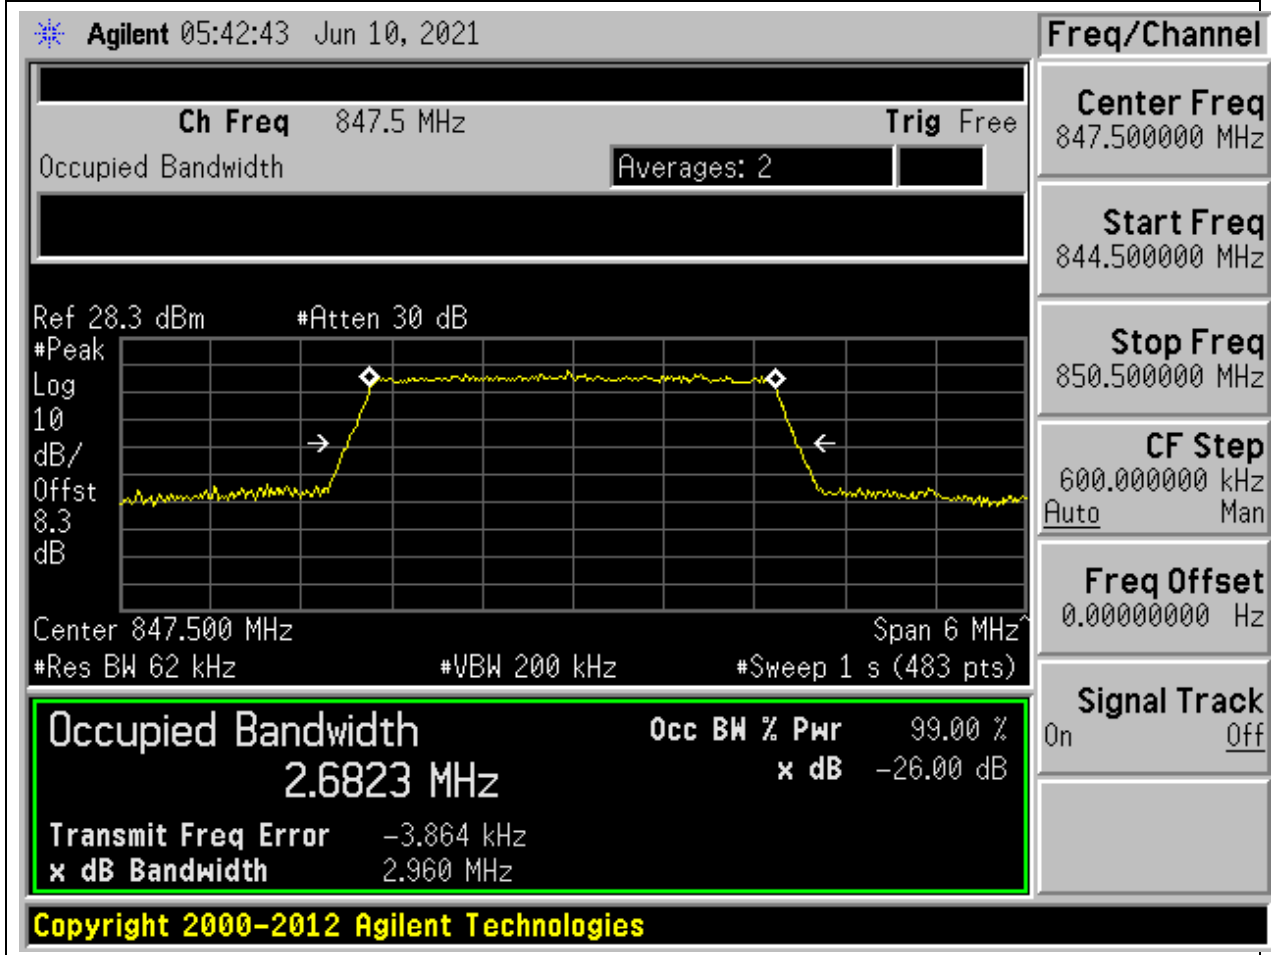 Agilent 05:42:43 Jun 10, 2021
Freq/Channel
Ch Freq 847.5 MHz Trig Free
Occupied Bandwidth Averages: 2
Ref 28.3 dBm #Atten 30 dB
#Peak
Log
10
dB/
Offst
8.3
dB
Center 847.500 MHz Span 6 MHz^
#Res BW 62 kHz #VBW 200 kHz #Sweep 1 s (483 pts)
Occupied Bandwidth Occ BW % Pwr 99.00 %
2.6823 MHz x dB -26.00 dB
Transmit Freq Error -3.864 kHz
x dB Bandwidth 2.960 MHz
Center Freq
847.500000 MHz
Start Freq
844.500000 MHz
Stop Freq
850.500000 MHz
CF Step
600.000000 kHz
Auto Man
Freq Offset
0.00000000 Hz
Signal Track
On Off
Copyright 2000-2012 Agilent Technologies